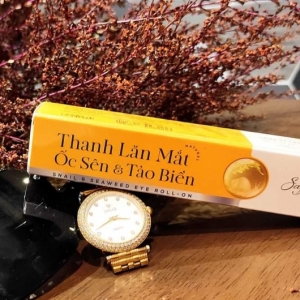 Thanh Lăn Mắt
Ốc Sên & Tảo Biển
SNAIL & SEAWEED EYE ROLL-ON